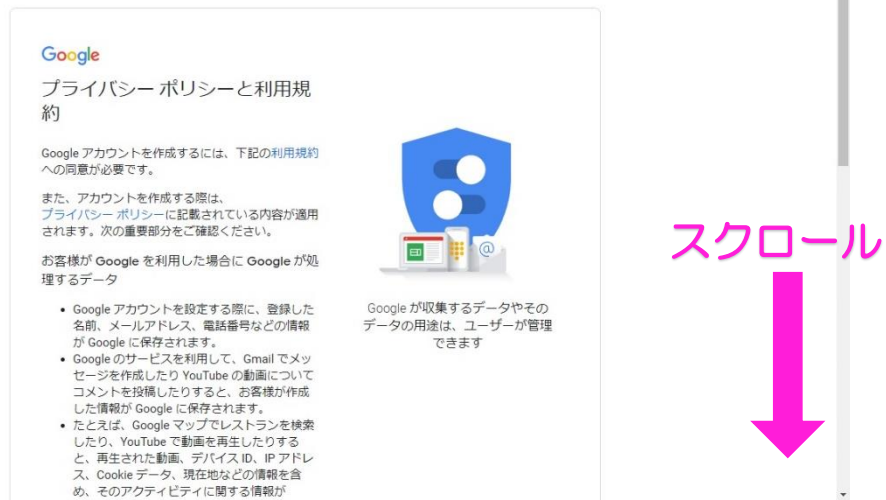 Google
プライバシー ポリシーと利用規
約
Google アカウントを作成するには、下記の利用規約
への同意が必要です。
また、アカウントを作成する際は、
プライバシー ポリシーに記載されている内容が適用
されます。次の重要部分をご確認ください。
お客様が Google を利用した場合に Google が処
理するデータ
• Google アカウントを設定する際に、登録した
名前、メールアドレス、電話番号などの情報
が Google に保存されます。
• Google のサービスを利用して、Gmail でメッ
セージを作成したり YouTube の動画について
コメントを投稿したりすると、お客様が作成
した情報が Google に保存されます。
• たとえば、Google マップでレストランを検索
したり、YouTube で動画を再生したりする
と、再生された動画、デバイス ID、IP アドレ
ス、Cookie データ、現在地などの情報を含
め、そのアクティビティに関する情報が
@
Google が収集するデータやその
データの用途は、ユーザーが管理
できます
スクロール